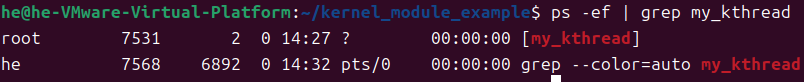 he@he-VMware-Virtual-Platform:~/kernel_module_example$ ps -ef | grep my_kthread
root        7531       2  0 14:27 ?        00:00:00 [my_kthread]
he          7568    6892  0 14:32 pts/0    00:00:00 grep --color=auto my_kthread